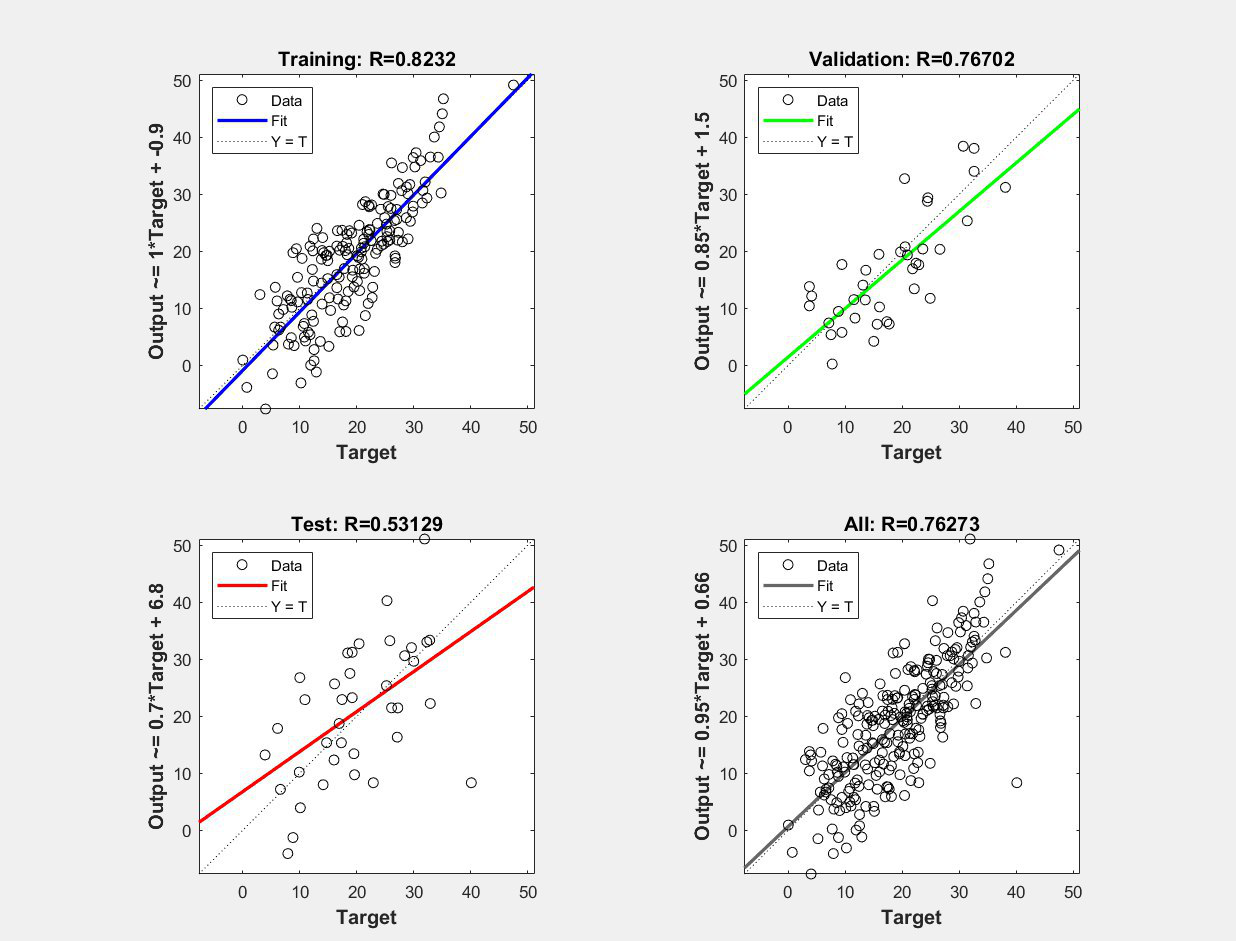 Training: R=0.8232
Output ~= 1*Target + -0.9
50
40
30
20
10
0
Data
Fit
Y = T
0 10 20 30 40 50
Target
Validation: R=0.76702
Output ~= 0.85*Target + 1.5
50
40
30
20
10
0
Data
Fit
Y = T
0 10 20 30 40 50
Target
Test: R=0.53129
Output ~= 0.7*Target + 6.8
50
40
30
20
10
0
Data
Fit
Y = T
0 10 20 30 40 50
Target
All: R=0.76273
Output ~= 0.95*Target + 0.66
50
40
30
20
10
0
Data
Fit
Y = T
0 10 20 30 40 50
Target